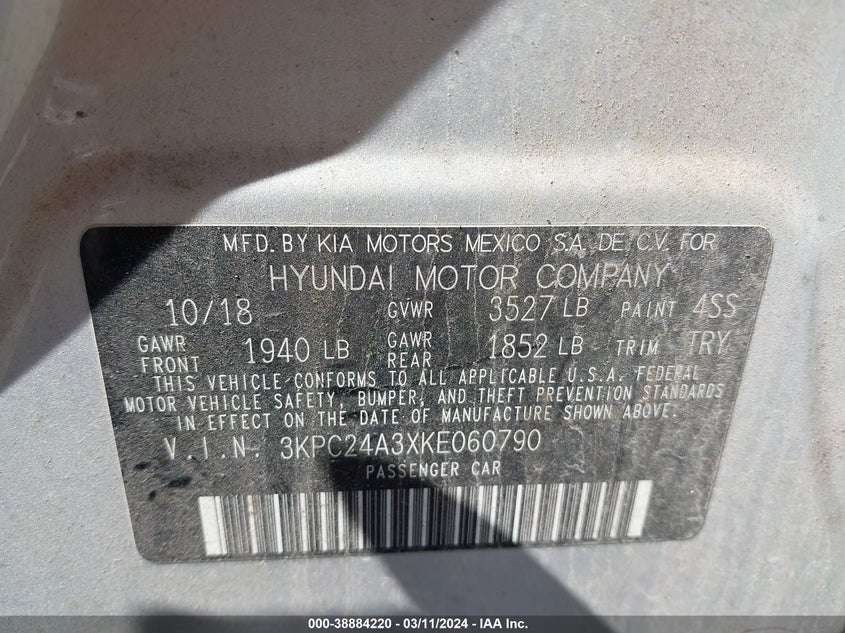 MFD. BY KIA MOTORS MEXICO S.A. DE C.V. FOR
HYUNDAI MOTOR COMPANY
10/18 GVWR 3527 LB PAINT 4SS
GAWR FRONT 1940 LB GAWR REAR 1852 LB TRIM TRY
THIS VEHICLE CONFORMS TO ALL APPLICABLE U.S.A. FEDERAL
MOTOR VEHICLE SAFETY, BUMPER, AND THEFT PREVENTION STANDARDS
IN EFFECT ON THE DATE OF MANUFACTURE SHOWN ABOVE.
V.I.N. 3KPC24A3XKE060790
PASSENGER CAR
000-38884220 - 03/11/2024 - IAA Inc.